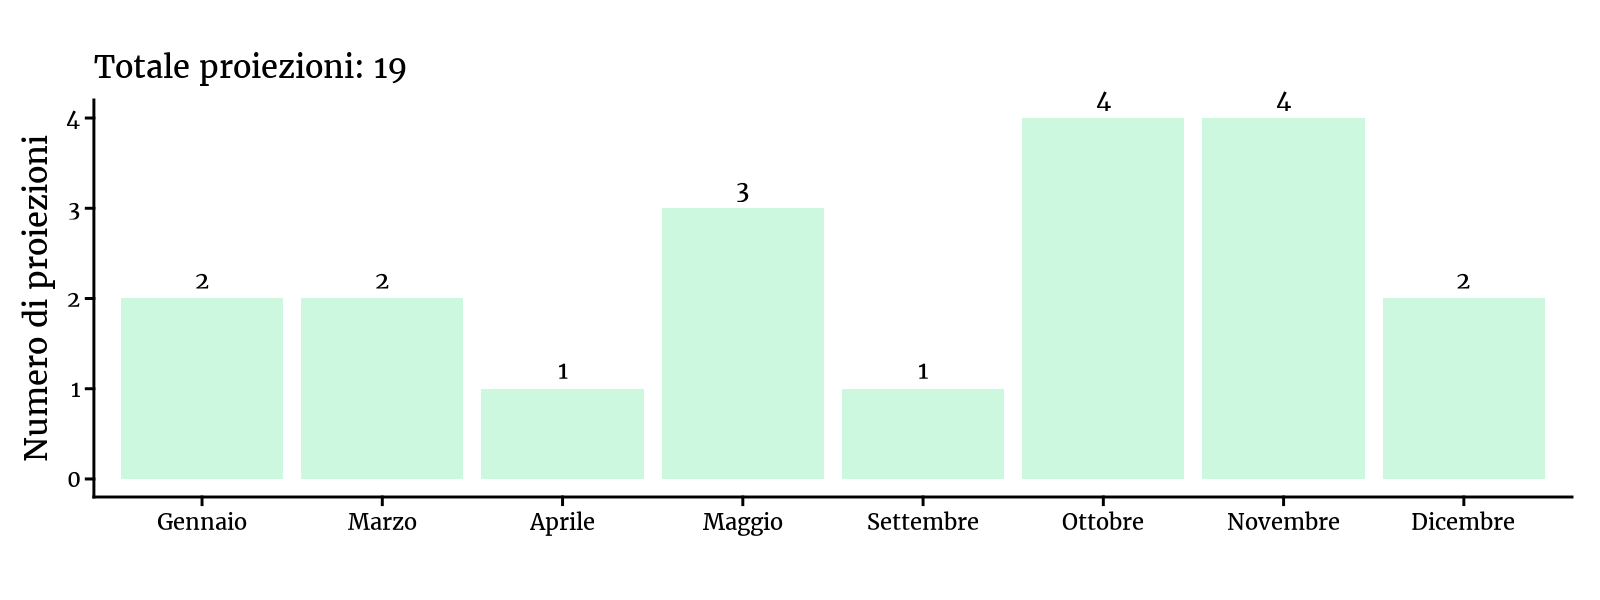 Totale proiezioni: 19
Numero di proiezioni
4
3
2
1
0
2
2
1
3
1
4
4
2
Gennaio
Marzo
Aprile
Maggio
Settembre
Ottobre
Novembre
Dicembre